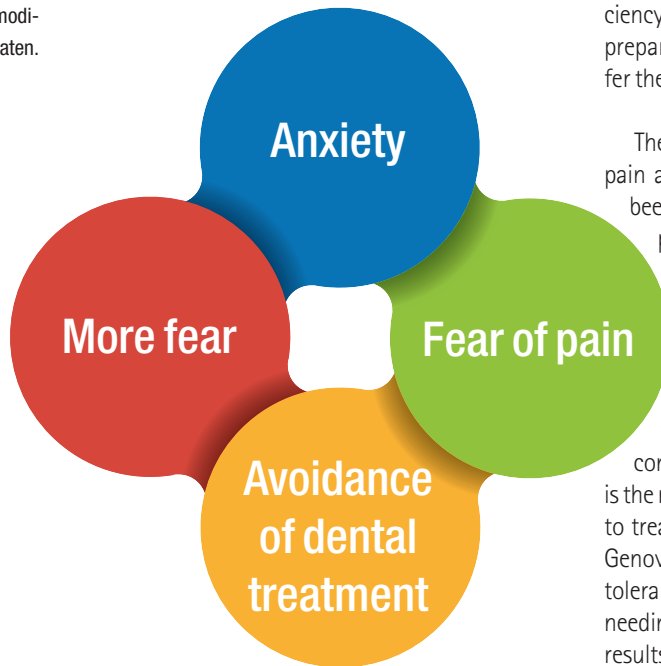 modi-
aten.
Anxiety
More fear
Fear of pain
Avoidance
of dental
treatment
ciency
prepar
fer the
The
pain a
bee
is the
to trea
Genov
tolera
needin
results